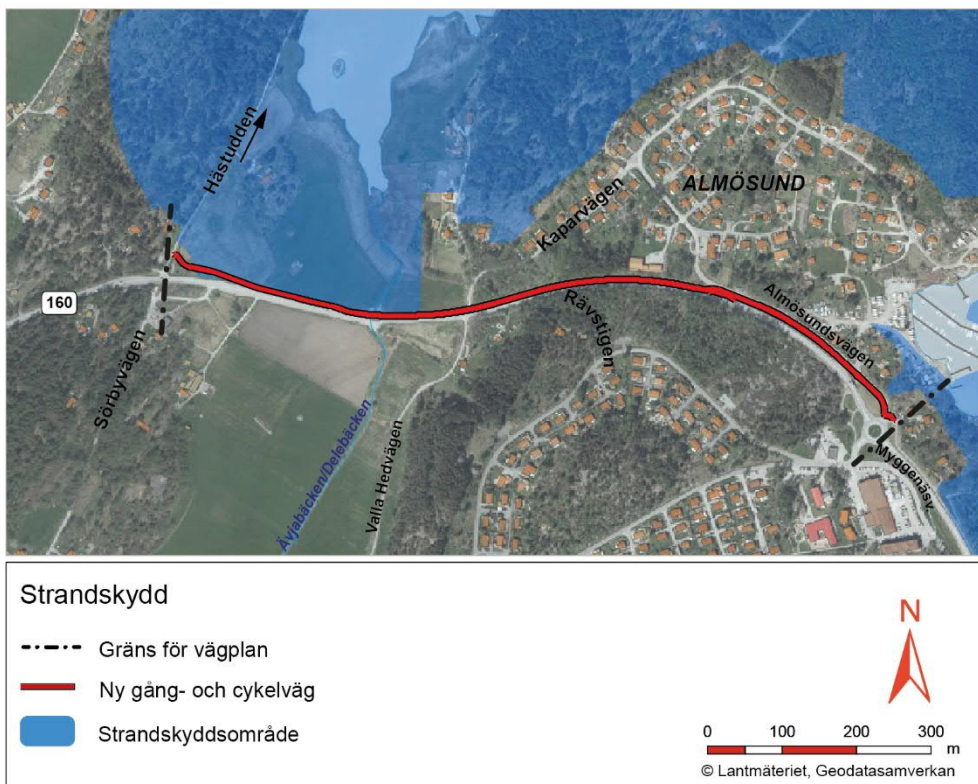 Hästudden
Kaparvägen
ALMÖSUND
160
Rävstigen
Almösundsvägen
Sörbyvägen
Ävjabäcken/Delebäcken
Valla Hedvägen
Myggenäsv.
Strandskydd
Gräns för vägplan
Ny gång- och cykelväg
Strandskyddsområde
N
0 100 200 300
m
© Lantmäteriet, Geodatasamverkan